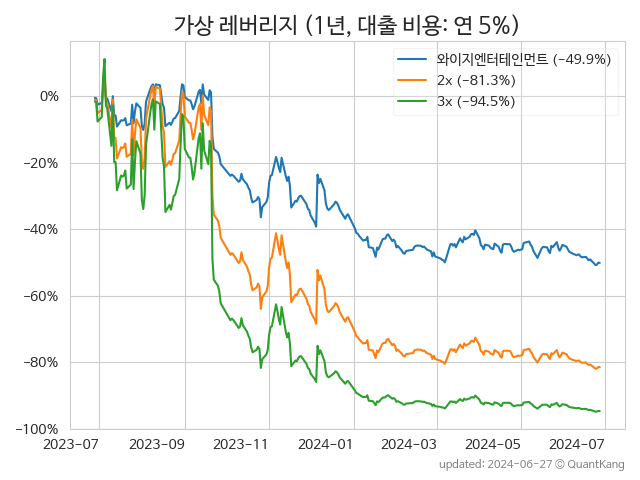 가상 레버리지 (1년, 대출 비용: 연 5%)
와이지엔터테인먼트 (−49.9%)
2x (−81.3%)
3x (−94.5%)
0%
−20%
−40%
−60%
−80%
−100%
2023-07 2023-09 2023-11 2024-01 2024-03 2024-05 2024-07
updated: 2024-06-27 © QuantKang